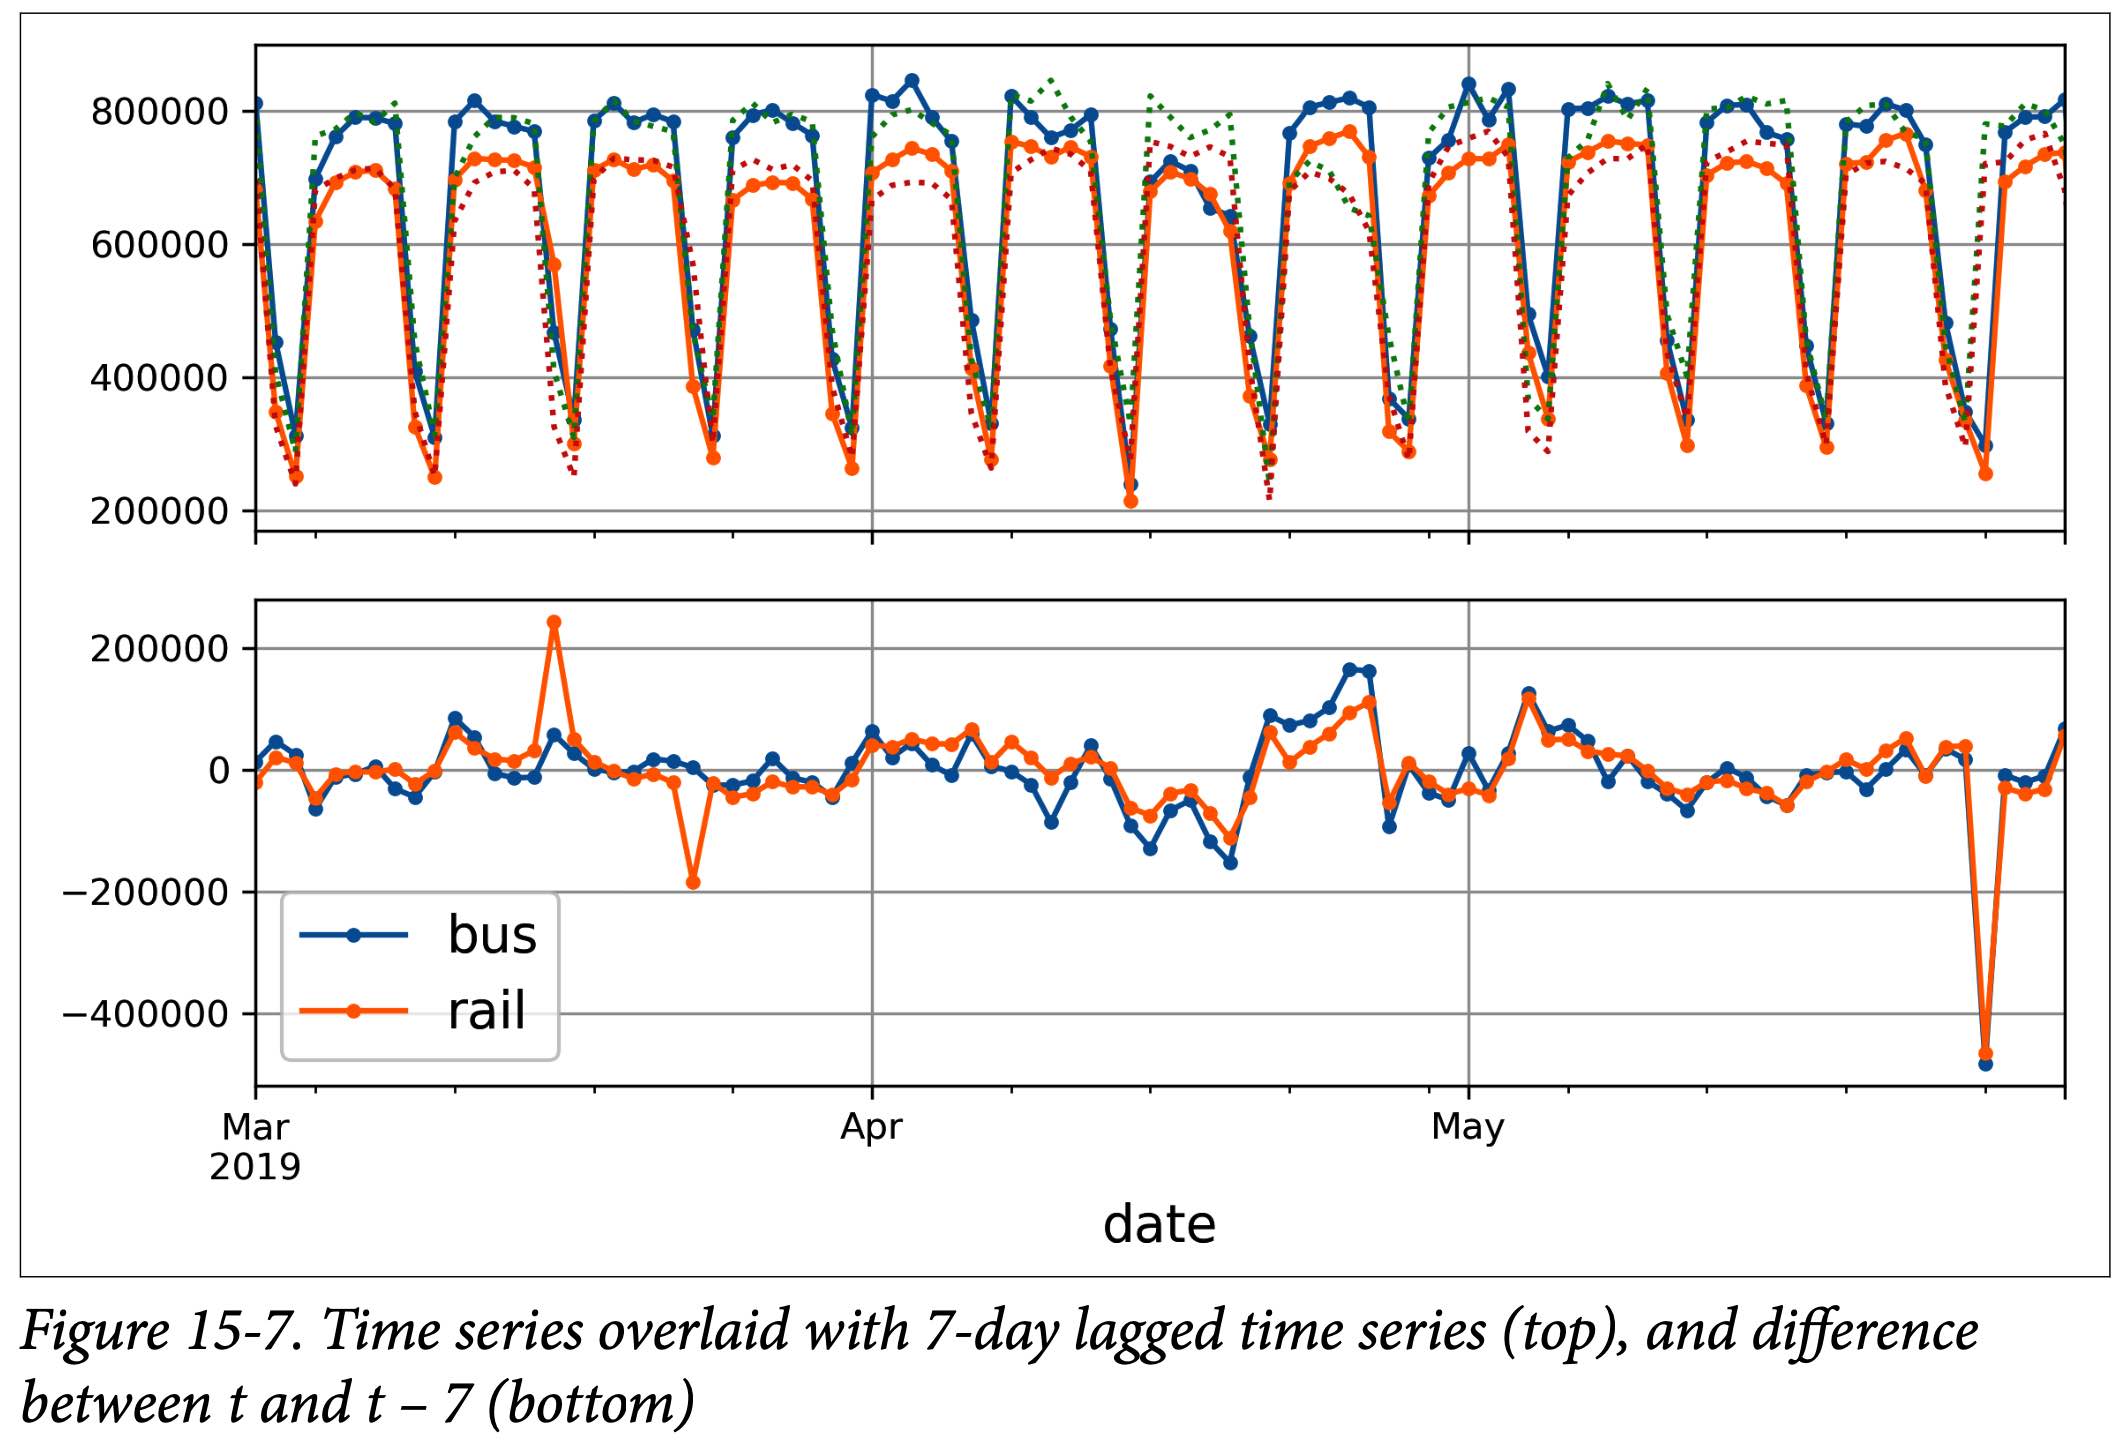 800000
600000
400000
200000
200000
0
−200000
−400000
bus
rail
Mar
2019
Apr
May
date
Figure 15-7. Time series overlaid with 7-day lagged time series (top), and difference
between t and t – 7 (bottom)